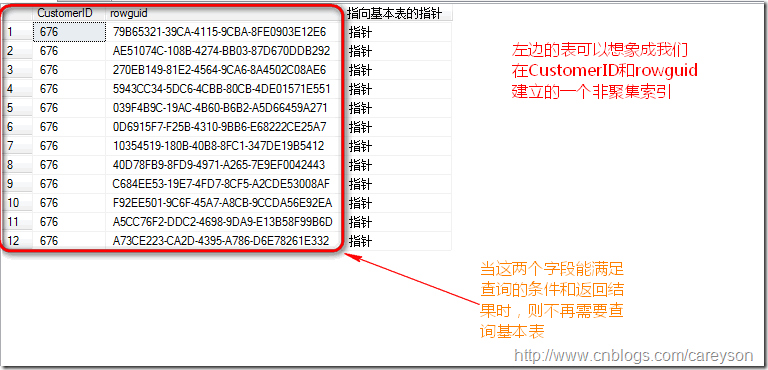 CustomerID rowguid 指向基本表的指针
1 676 79B65321-39CA-4115-9CBA-8FE0903E12E6 指针
2 676 AE51074C-108B-4274-BB03-87D670DDB292 指针
3 676 270EB149-81E2-4564-9CA6-8A4502C08AE6 指针
4 676 5943CC34-5DC6-4CBB-80CB-4DE01571E551 指针
5 676 039F4B9C-19AC-4B60-B6B2-A5D66459A271 指针
6 676 0D6915F7-F25B-4310-9BB6-E68222CE25A7 指针
7 676 10354519-180B-40B8-8FC1-347DE19B5412 指针
8 676 40D78FB9-8FD9-4971-A265-7E9EF0042443 指针
9 676 C684EE53-19E7-4FD7-8CF5-A2CDE53008AF 指针
10 676 F92EE501-9C6F-45A7-A8CB-9CCDA56E92EA 指针
11 676 A5CC76F2-DDC2-4698-9DA9-E13B58F99B6D 指针
12 676 A73CE223-CA2D-4395-A786-D6E78261E332 指针
左边的表可以想象成我们
在CustomerID和rowguid
建立的一个非聚集索引
当这两个字段能满足
查询的条件和返回结
果时，则不再需要查
询基本表
http://www.cnblogs.com/careyson